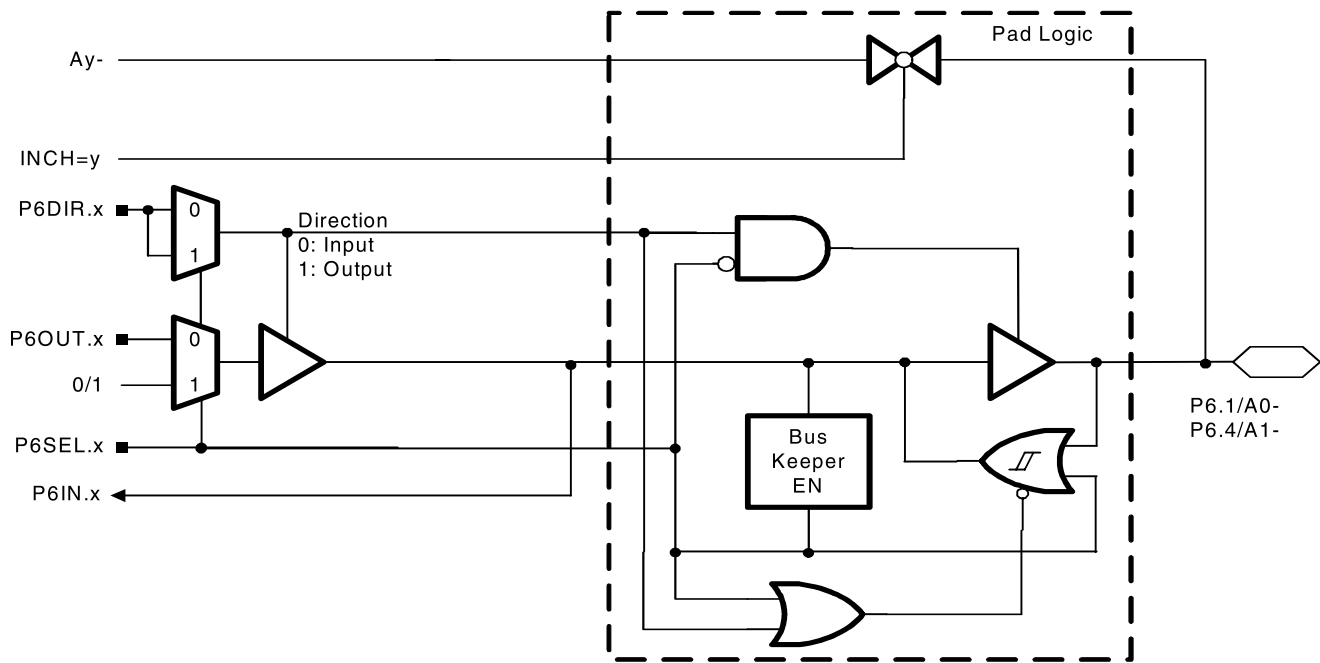 Pad Logic
Ay-
INCH=y
P6DIR.x
0
1
Direction
0: Input
1: Output
P6OUT.x
0
0/1
1
P6SEL.x
P6IN.x
Bus
Keeper
EN
P6.1/A0-
P6.4/A1-